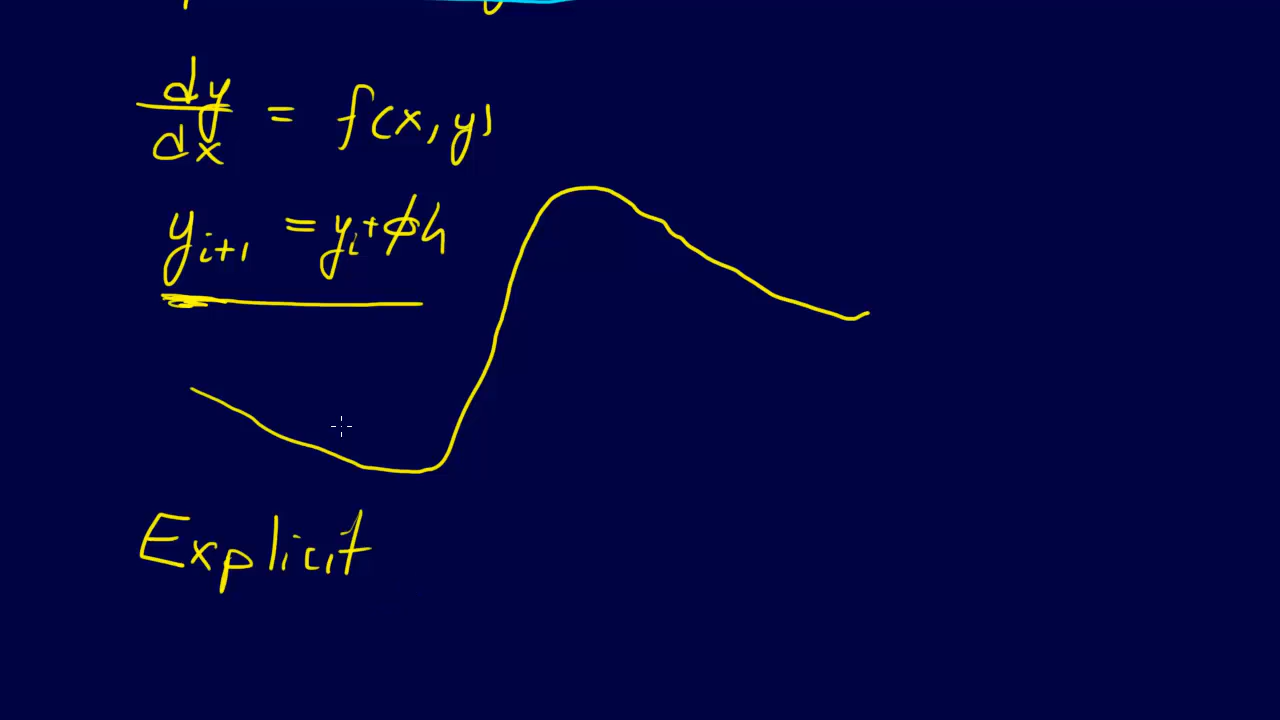 dy/dx = f(x, y)
y_{i+1} = y_i + ϕh
Explicit